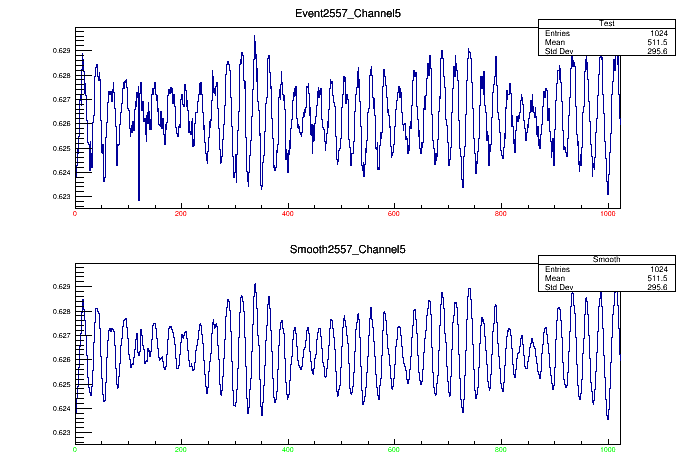 Event2557_Channel5
Test
Entries 1024
Mean 511.5
Std Dev 295.6
0.629
0.628
0.627
0.626
0.625
0.624
0.623
0 200 400 600 800 1000
Smooth2557_Channel5
Smooth
Entries 1024
Mean 511.5
Std Dev 295.6
0.629
0.628
0.627
0.626
0.625
0.624
0.623
0 200 400 600 800 1000